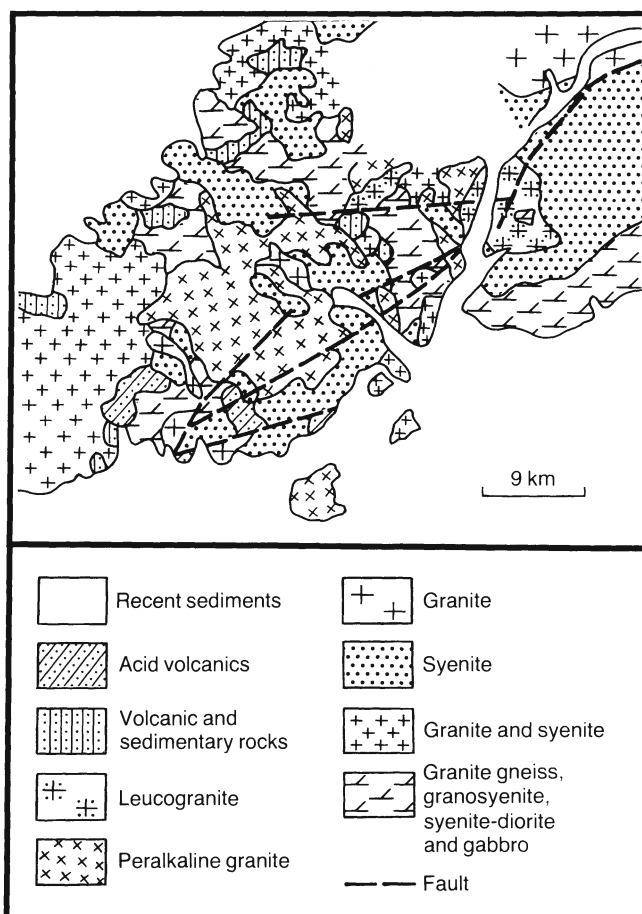 9 km
Recent sediments
Acid volcanics
Volcanic and
sedimentary rocks
Leucogranite
Peralkaline granite
Granite
Syenite
Granite and syenite
Granite gneiss,
granosyenite,
syenite-diorite
and gabbro
Fault